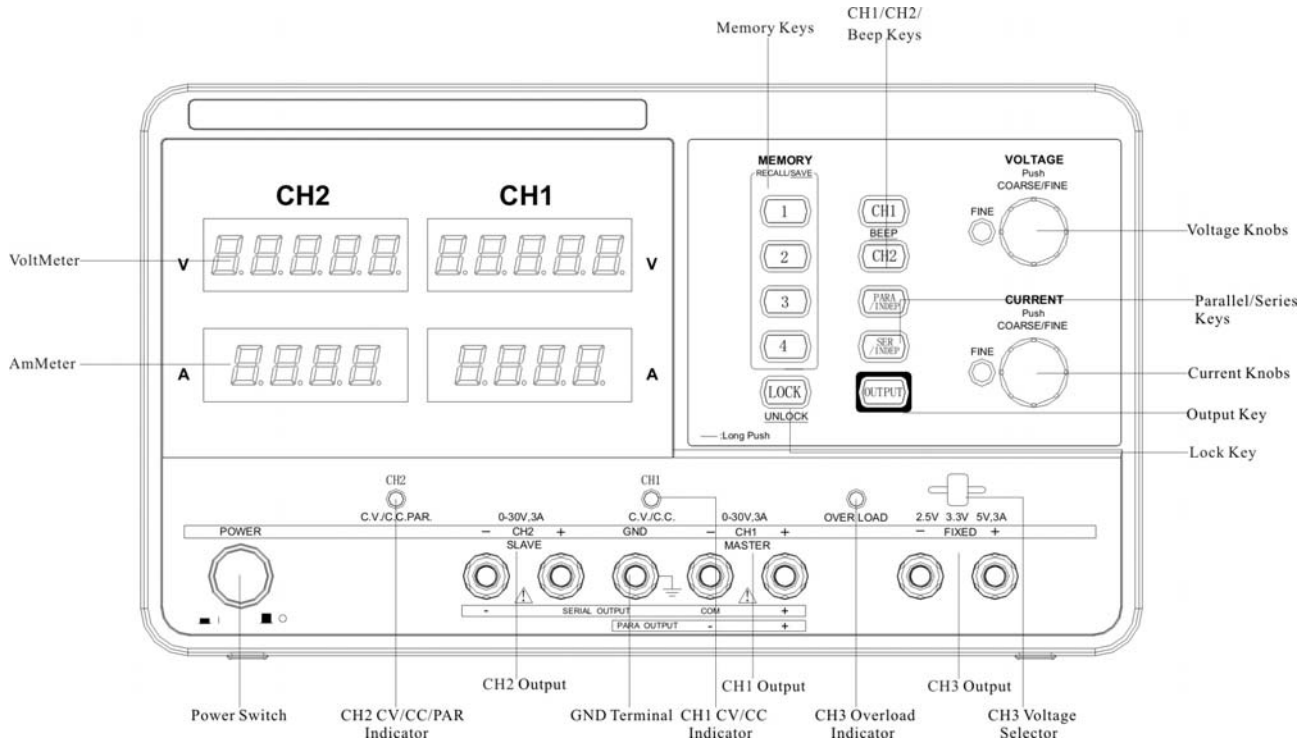 Memory Keys
CH1/CH2/
Beep Keys
MEMORY
RECALL/SAVE
VOLTAGE
Push
COARSE/FINE
CH2
CH1
1
CH1
FINE
BEEP
VoltMeter
V
V
2
CH2
Voltage Knobs
3
PARA
/INDEP
CURRENT
Push
COARSE/FINE
Parallel/Series
Keys
AmMeter
A
A
4
SER
/INDEP
FINE
Current Knobs
LOCK
OUTPUT
UNLOCK
Output Key
:Long Push
Lock Key
CH2
CH1
C.V./C.C.PAR.
0-30V,3A
C.V./C.C.
0-30V,3A
OVER LOAD
2.5V 3.3V 5V,3A
POWER
− CH2 +
GND
− CH1 +
− FIXED +
SLAVE
MASTER
- SERIAL OUTPUT COM +
PARA OUTPUT - +
CH2 Output
CH1 Output
CH3 Output
Power Switch
CH2 CV/CC/PAR
Indicator
GND Terminal
CH1 CV/CC
Indicator
CH3 Overload
Indicator
CH3 Voltage
Selector